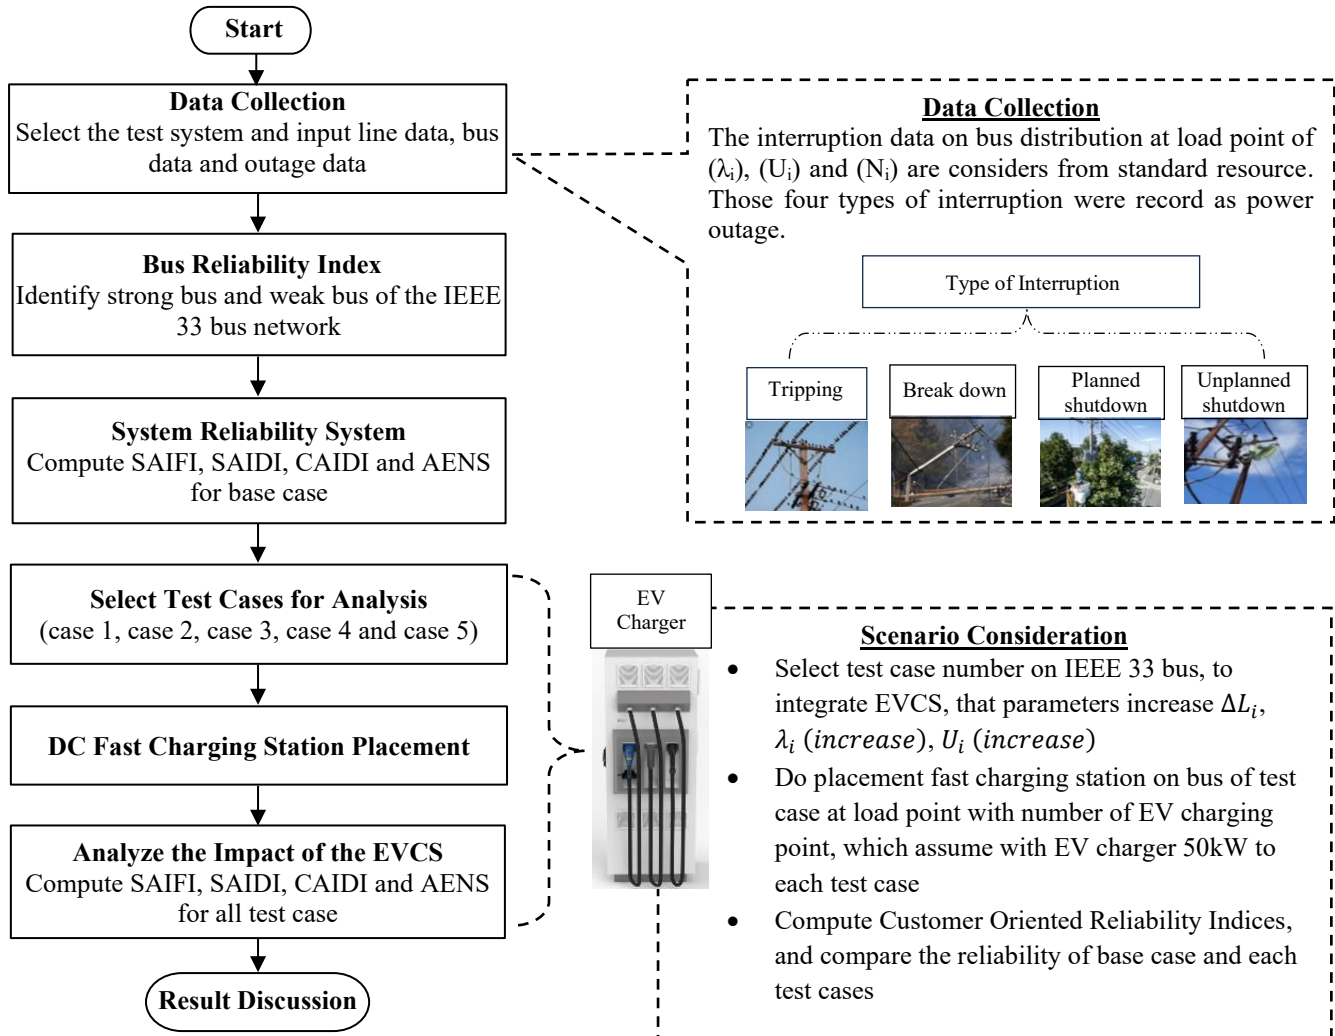 Start
Data Collection
Select the test system and input line data, bus
data and outage data
Bus Reliability Index
Identify strong bus and weak bus of the IEEE
33 bus network
System Reliability System
Compute SAIFI, SAIDI, CAIDI and AENS
for base case
Select Test Cases for Analysis
(case 1, case 2, case 3, case 4 and case 5)
DC Fast Charging Station Placement
Analyze the Impact of the EVCS
Compute SAIFI, SAIDI, CAIDI and AENS
for all test case
Result Discussion
Data Collection
The interruption data on bus distribution at load point of
(λᵢ), (Uᵢ) and (Nᵢ) are considers from standard resource.
Those four types of interruption were record as power
outage.
Type of Interruption
Tripping
Break down
Planned
shutdown
Unplanned
shutdown
EV
Charger
Scenario Consideration
• Select test case number on IEEE 33 bus, to
integrate EVCS, that parameters increase ΔLᵢ,
λᵢ (increase), Uᵢ (increase)
• Do placement fast charging station on bus of test
case at load point with number of EV charging
point, which assume with EV charger 50kW to
each test case
• Compute Customer Oriented Reliability Indices,
and compare the reliability of base case and each
test cases